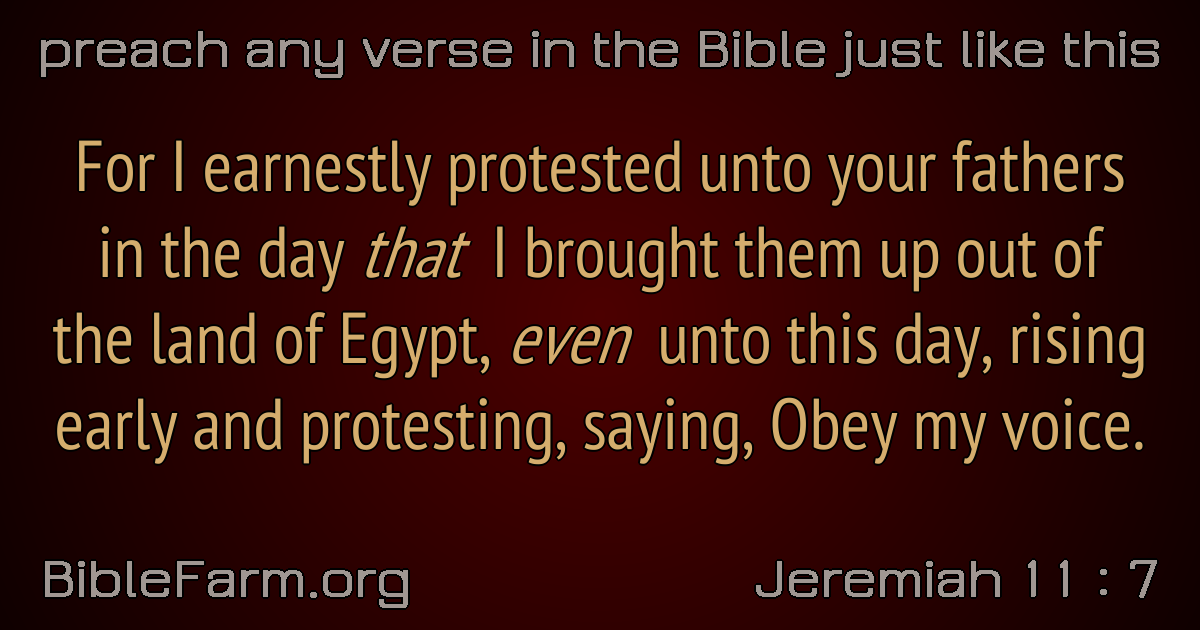 preach any verse in the Bible just like this
For I earnestly protested unto your fathers
in the day that I brought them up out of
the land of Egypt, even unto this day, rising
early and protesting, saying, Obey my voice.
BibleFarm.org
Jeremiah 11 : 7